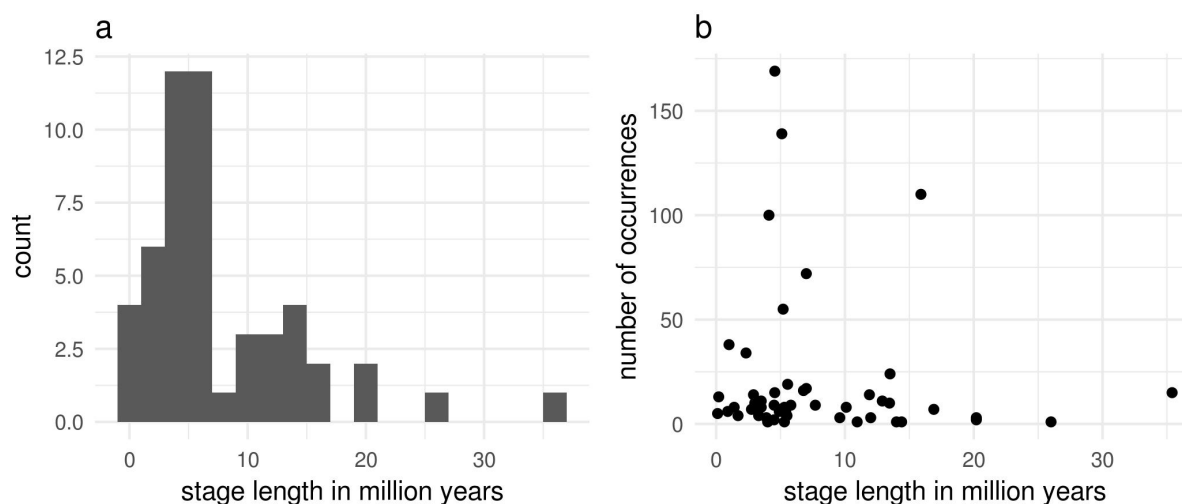 a
12.5
10.0
7.5
5.0
2.5
0.0
count
0 10 20 30
stage length in million years
b
150
100
50
0
number of occurrences
0 10 20 30
stage length in million years